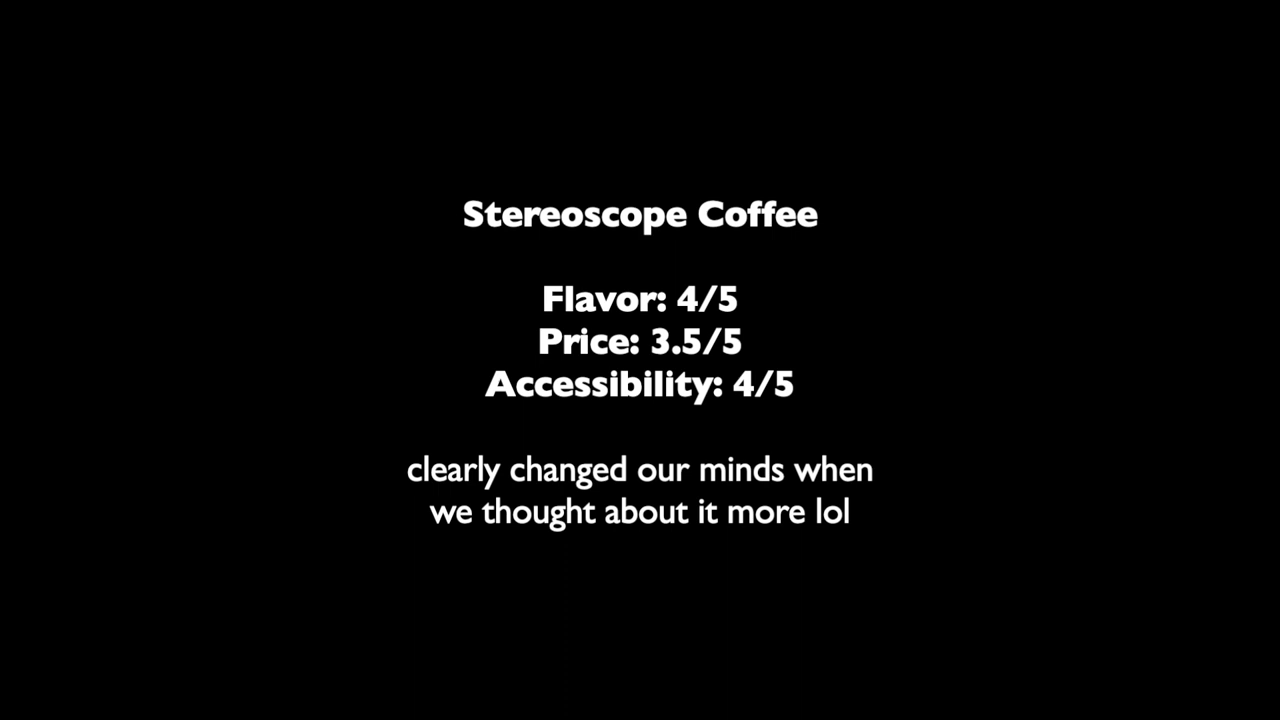 Stereoscope Coffee
Flavor: 4/5
Price: 3.5/5
Accessibility: 4/5
clearly changed our minds when
we thought about it more lol